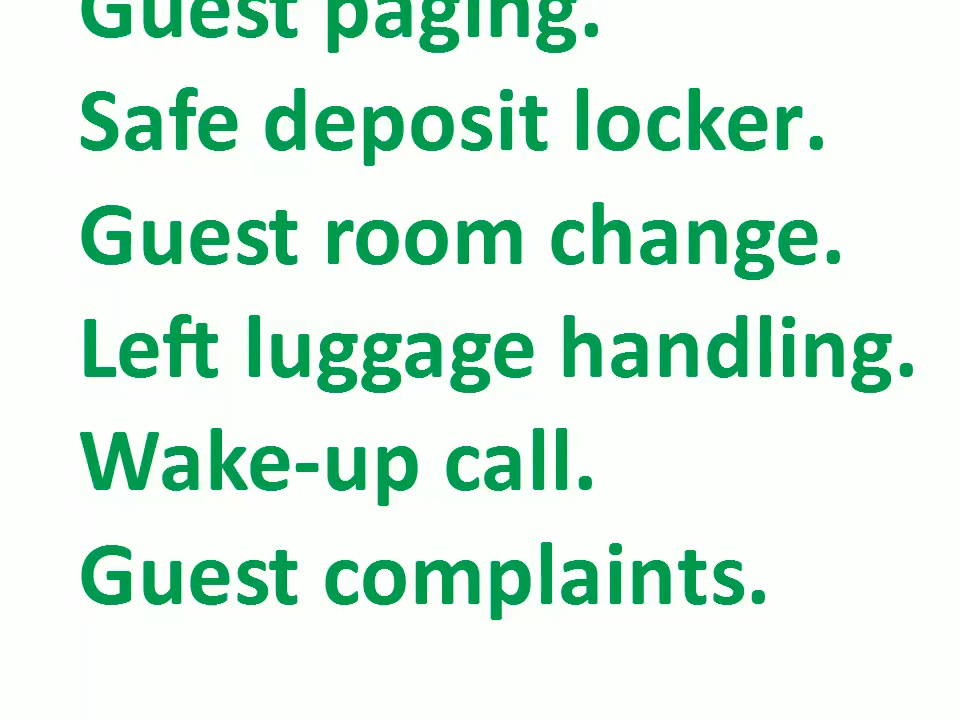 Guest paging.
Safe deposit locker.
Guest room change.
Left luggage handling.
Wake-up call.
Guest complaints.